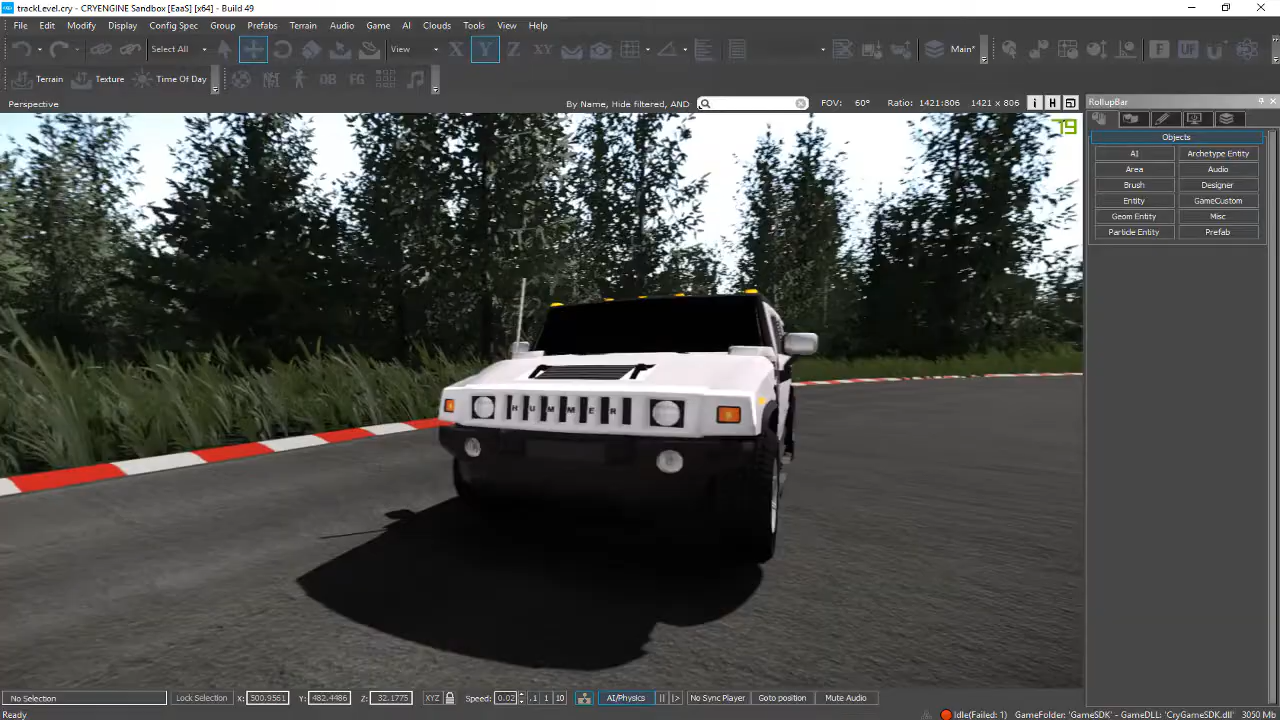 trackLevel.cry - CRYENGINE Sandbox [EaaS] [x64] - Build 49
File Edit Modify Display Config Spec Group Prefabs Terrain Audio Game AI Clouds Tools View Help
Select All View X Y Z XY Main* F UF
Terrain Texture Time Of Day OB FG
Perspective By Name, Hide filtered, AND FOV: 60° Ratio: 1421:806 1421 x 806 i H
RollupBar
79
Objects
AI Archetype Entity
Area Audio
Brush Designer
Entity GameCustom
Geom Entity Misc
Particle Entity Prefab
HUMMER
No Selection Lock Selection X: 500.9561 Y: 482.4486 Z: 32.1775 XYZ Speed: 0.02 .1 1 10 AI/Physics No Sync Player Goto position Mute Audio
Ready Idle(Failed: 1) GameFolder: 'GameSDK' - GameDLL: 'CryGameSDK.dll' 3050 Mb